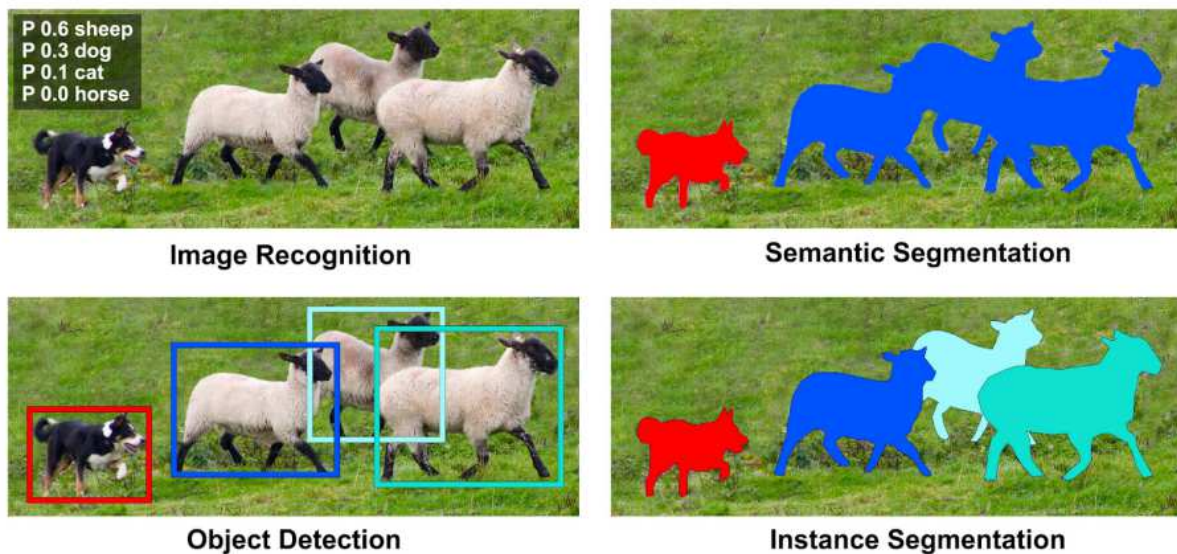 P 0.6 sheep
P 0.3 dog
P 0.1 cat
P 0.0 horse
Image Recognition
Semantic Segmentation
Object Detection
Instance Segmentation